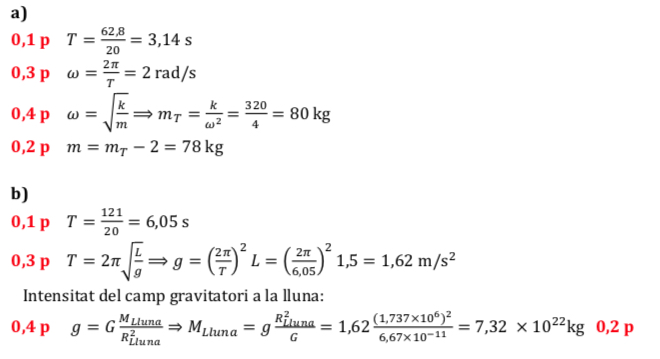 a)
0,1 p T = 62,8/20 = 3,14 s
0,3 p ω = 2π/T = 2 rad/s
0,4 p ω = √(k/m) ⟹ m_T = k/ω² = 320/4 = 80 kg
0,2 p m = m_T − 2 = 78 kg
b)
0,1 p T = 121/20 = 6,05 s
0,3 p T = 2π√(L/g) ⟹ g = (2π/T)² L = (2π/6,05)² 1,5 = 1,62 m/s²
Intensitat del camp gravitatori a la lluna:
0,4 p g = G M_Lluna/R²_Lluna ⇒ M_Lluna = g R²_Lluna/G = 1,62 (1,737×10⁶)²/6,67×10⁻¹¹ = 7,32 × 10²² kg 0,2 p